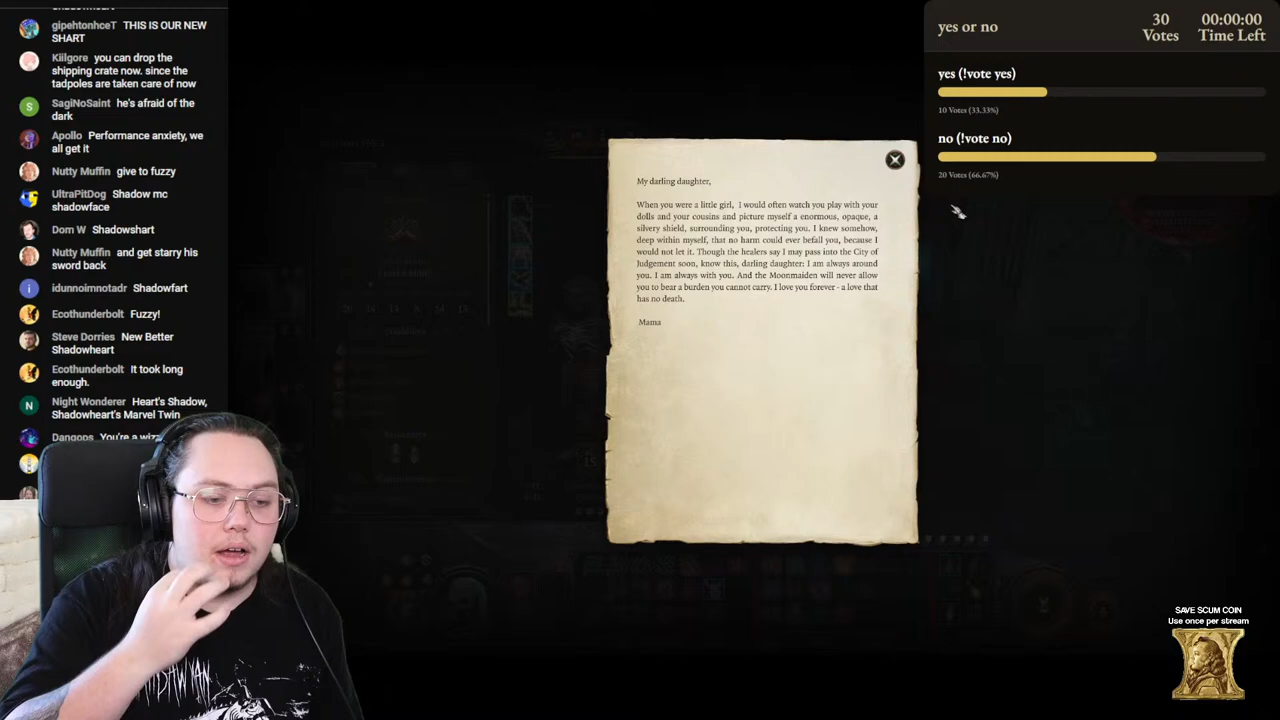 gipehtonhceT THIS IS OUR NEW
SHART
Kiilgore you can drop the
shipping crate now. since the
tadpoles are taken care of now
SagiNoSaint he's afraid of the
dark
Apollo Performance anxiety, we
all get it
Nutty Muffin give to fuzzy
UltraPitDog Shadow mc
shadowface
Dom W Shadowshart
Nutty Muffin and get starry his
sword back
idunnoimnotadr Shadowfart
Ecothunderbolt Fuzzy!
Steve Dorries New Better
Shadowheart
Ecothunderbolt It took long
enough.
Night Wonderer Heart's Shadow,
Shadowheart's Marvel Twin
Dangops You're a
My darling daughter,
When you were a little girl, I would often watch you play with your
dolls and your cousins and picture myself a enormous, opaque, a
silvery shield, surrounding you, protecting you. I knew somehow,
deep within myself, that no harm could ever befall you, because I
would not let it. Though the healers say I may pass into the City of
Judgement soon, know this, darling daughter: I am always around
you. I am always with you. And the Moonmaiden will never allow
you to bear a burden you cannot carry. I love you forever - a love that
has no death.
Mama
yes or no
30
Votes
00:00:00
Time Left
yes (!vote yes)
10 Votes (33.33%)
no (!vote no)
20 Votes (66.67%)
SAVE SCUM COIN
Use once per stream